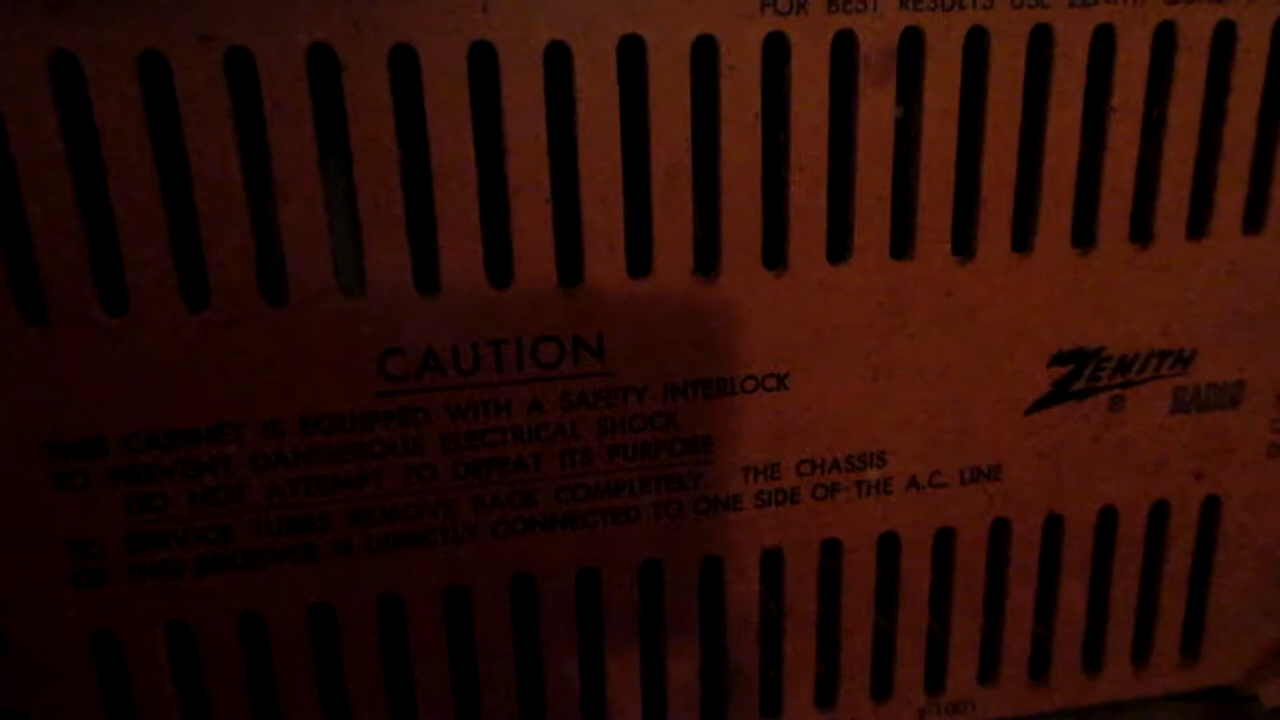 FOR BEST RESULTS USE ZENITH
CAUTION
THIS CABINET IS EQUIPPED WITH A SAFETY INTERLOCK
TO PREVENT DANGEROUS ELECTRICAL SHOCK
DO NOT ATTEMPT TO DEFEAT ITS PURPOSE
TO SERVICE TUBES REMOVE BACK COMPLETELY THE CHASSIS
OF THIS RECEIVER IS DIRECTLY CONNECTED TO ONE SIDE OF THE A.C. LINE
ZENITH
® RADIO